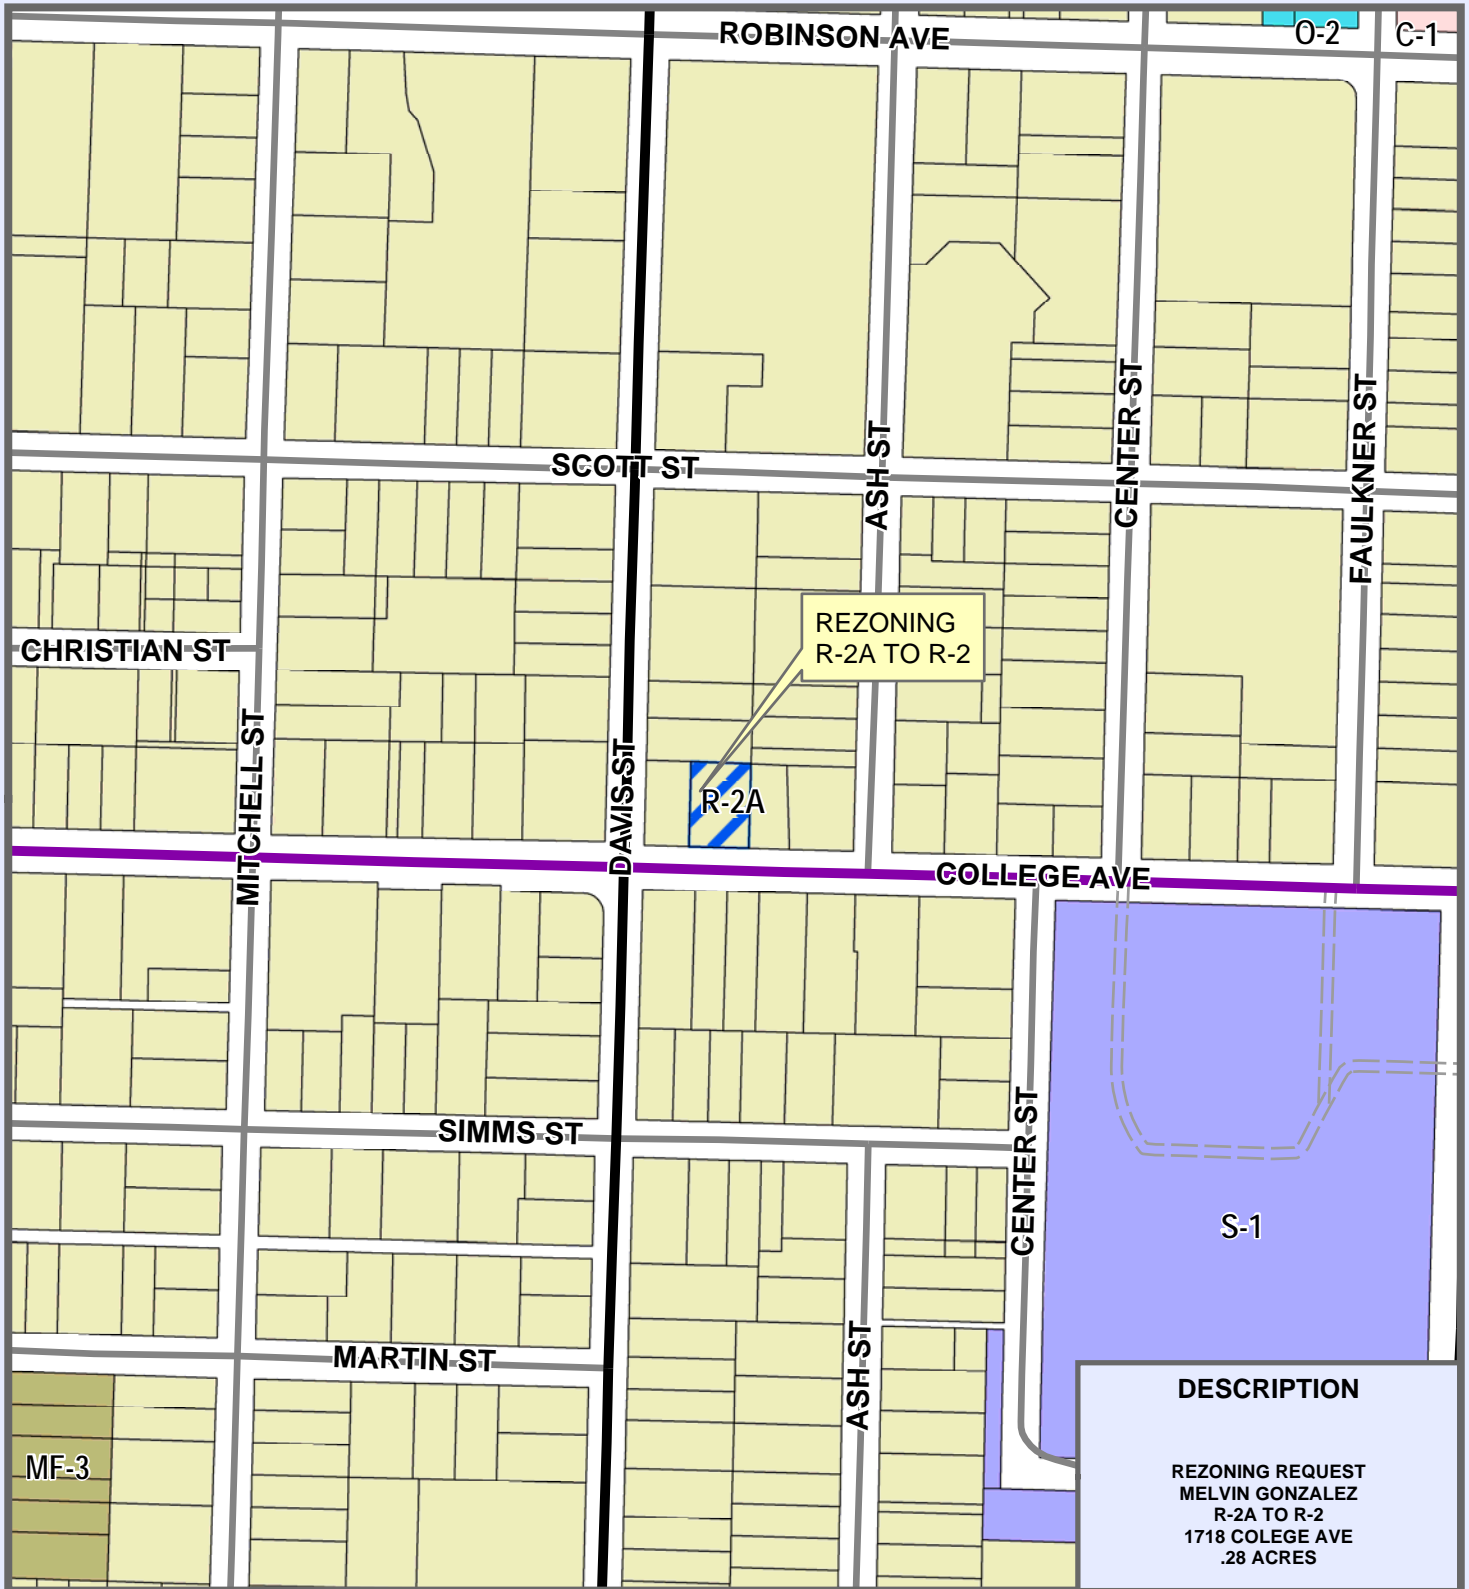 ROBINSON AVE
O-2
C-1
SCOTT ST
ASH ST
CENTER ST
FAULKNER ST
REZONING
R-2A TO R-2
CHRISTIAN ST
MITCHELL ST
DAVIS ST
R-2A
COLLEGE AVE
SIMMS ST
CENTER ST
S-1
MARTIN ST
ASH ST
MF-3
DESCRIPTION
REZONING REQUEST
MELVIN GONZALEZ
R-2A TO R-2
1718 COLEGE AVE
.28 ACRES